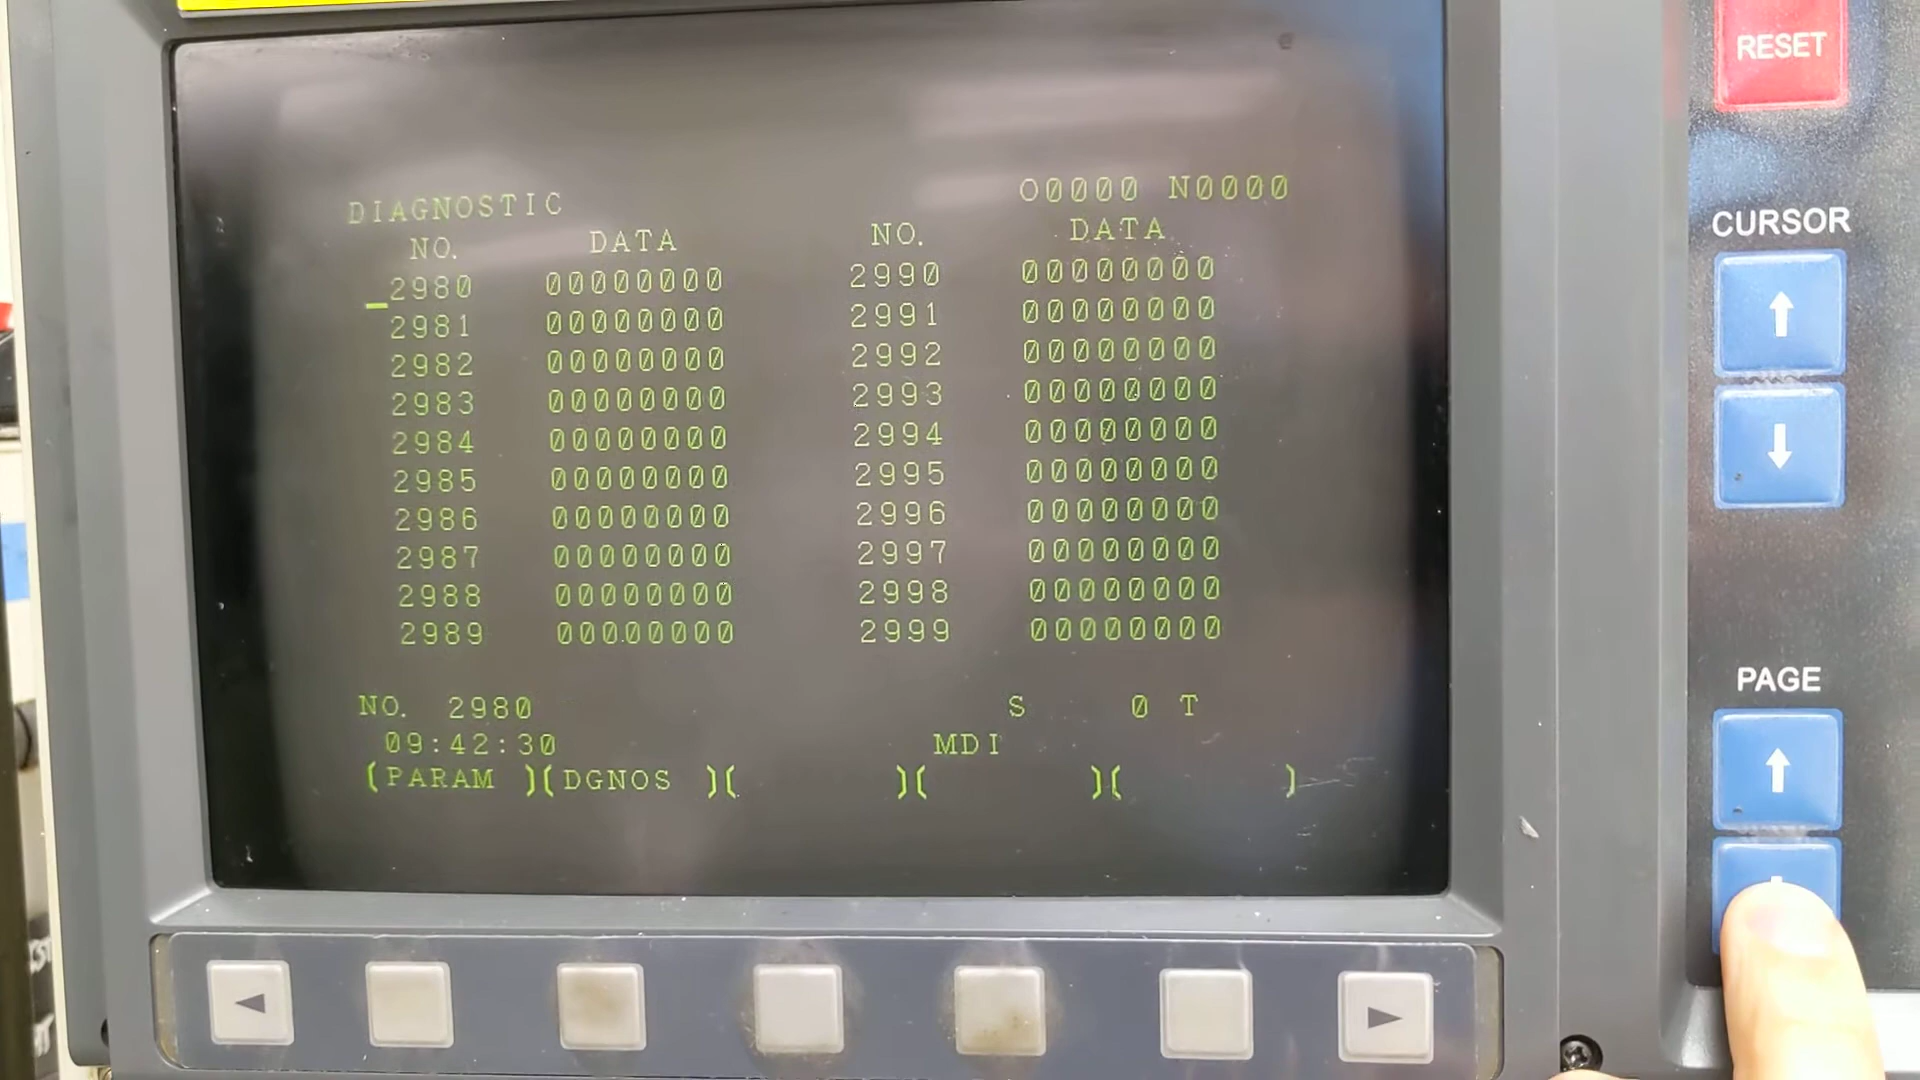 DIAGNOSTIC O0000 N0000
NO. DATA NO. DATA
2980 00000000 2990 00000000
2981 00000000 2991 00000000
2982 00000000 2992 00000000
2983 00000000 2993 00000000
2984 00000000 2994 00000000
2985 00000000 2995 00000000
2986 00000000 2996 00000000
2987 00000000 2997 00000000
2988 00000000 2998 00000000
2989 00000000 2999 00000000
NO. 2980 S 0 T
09:42:30 MDI
[PARAM ][DGNOS ][ ][ ][ ]
RESET
CURSOR
PAGE